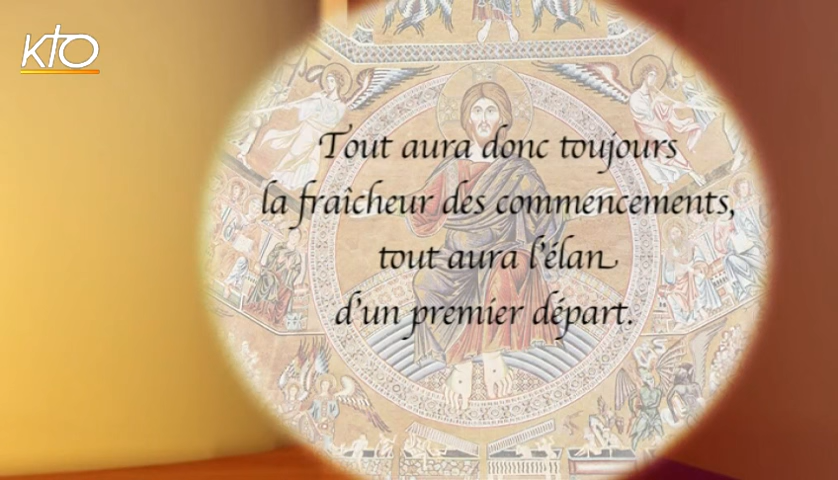 KTO
Tout aura donc toujours
la fraîcheur des commencements,
tout aura l'élan
d'un premier départ.